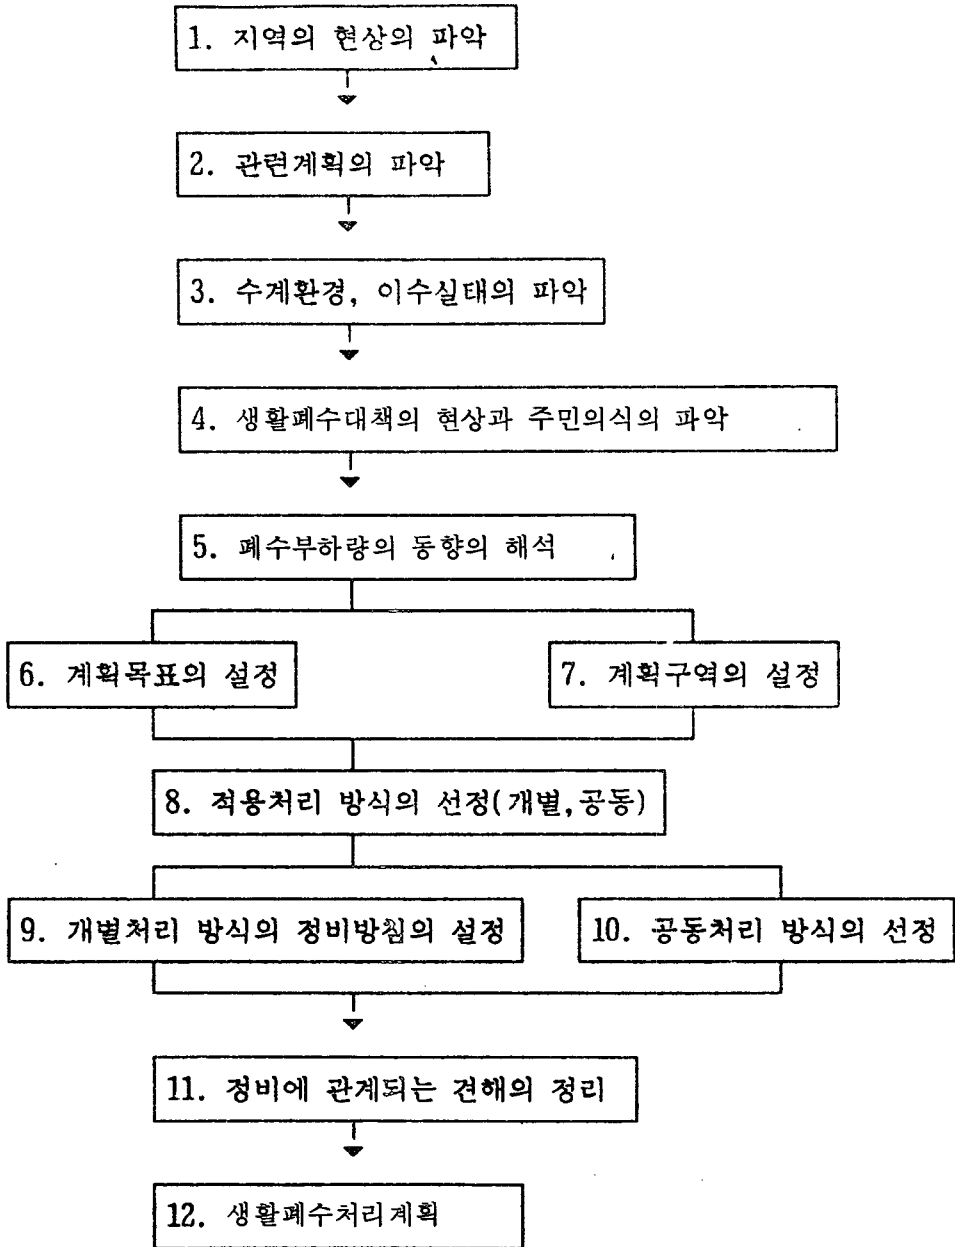 1. 지역의 현상의 파악
2. 관련계획의 파악
3. 수계환경, 이수실태의 파악
4. 생활폐수대책의 현상과 주민의식의 파악
5. 폐수부하량의 동향의 해석
6. 계획목표의 설정
7. 계획구역의 설정
8. 적용처리 방식의 선정(개별,공동)
9. 개별처리 방식의 정비방침의 설정
10. 공동처리 방식의 선정
11. 정비에 관계되는 견해의 정리
12. 생활폐수처리계획